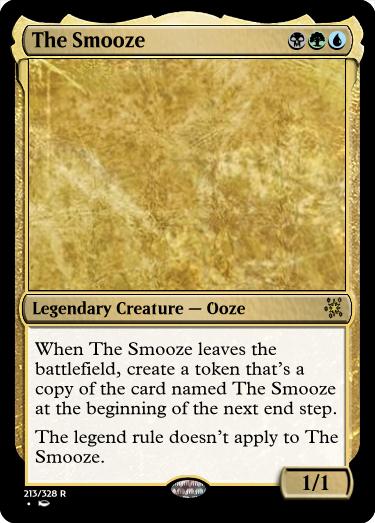 The Smooze
Legendary Creature — Ooze
When The Smooze leaves the
battlefield, create a token that's a
copy of the card named The Smooze
at the beginning of the next end step.
The legend rule doesn't apply to The
Smooze.
1/1
213/328 R